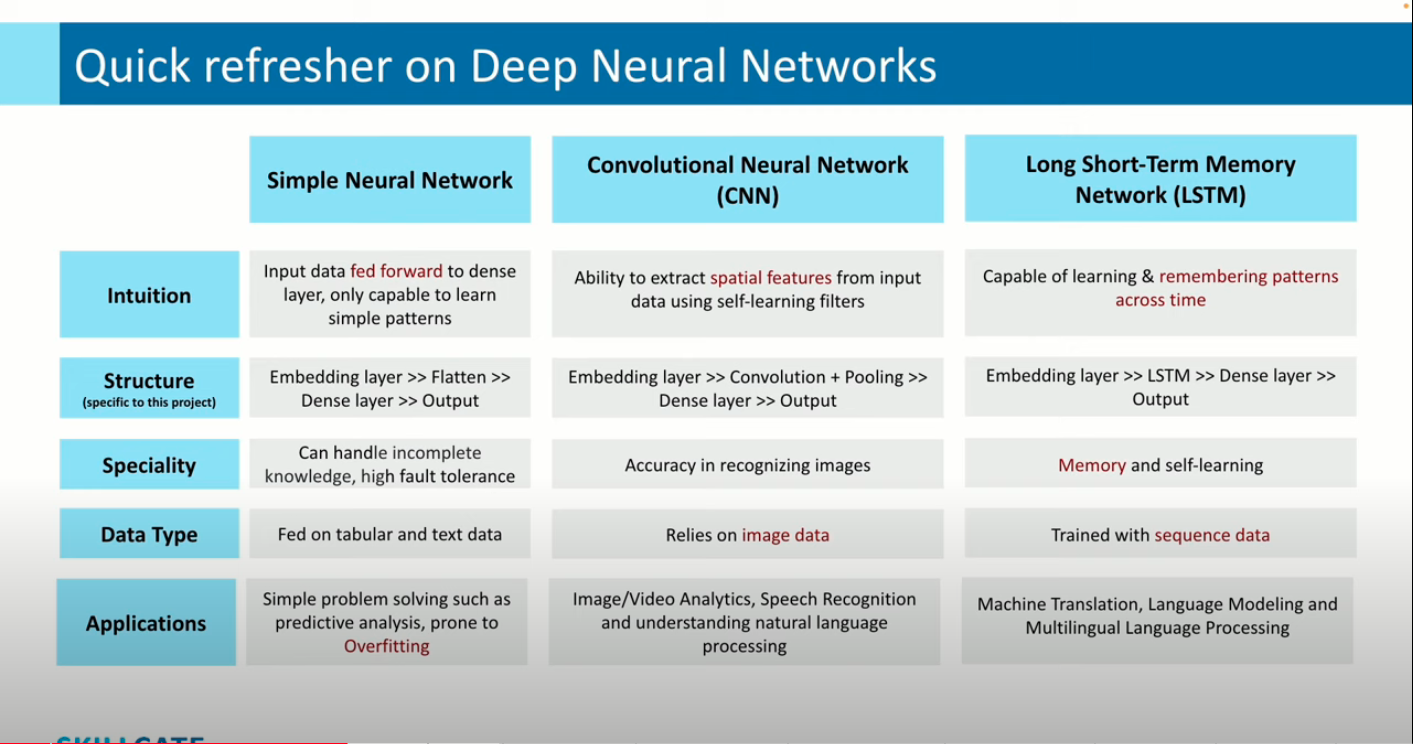 Quick refresher on Deep Neural Networks
Simple Neural Network
Convolutional Neural Network
(CNN)
Long Short-Term Memory
Network (LSTM)
Intuition
Input data fed forward to dense
layer, only capable to learn
simple patterns
Ability to extract spatial features from input
data using self-learning filters
Capable of learning & remembering patterns
across time
Structure
(specific to this project)
Embedding layer >> Flatten >>
Dense layer >> Output
Embedding layer >> Convolution + Pooling >>
Dense layer >> Output
Embedding layer >> LSTM >> Dense layer >>
Output
Speciality
Can handle incomplete
knowledge, high fault tolerance
Accuracy in recognizing images
Memory and self-learning
Data Type
Fed on tabular and text data
Relies on image data
Trained with sequence data
Applications
Simple problem solving such as
predictive analysis, prone to
Overfitting
Image/Video Analytics, Speech Recognition
and understanding natural language
processing
Machine Translation, Language Modeling and
Multilingual Language Processing